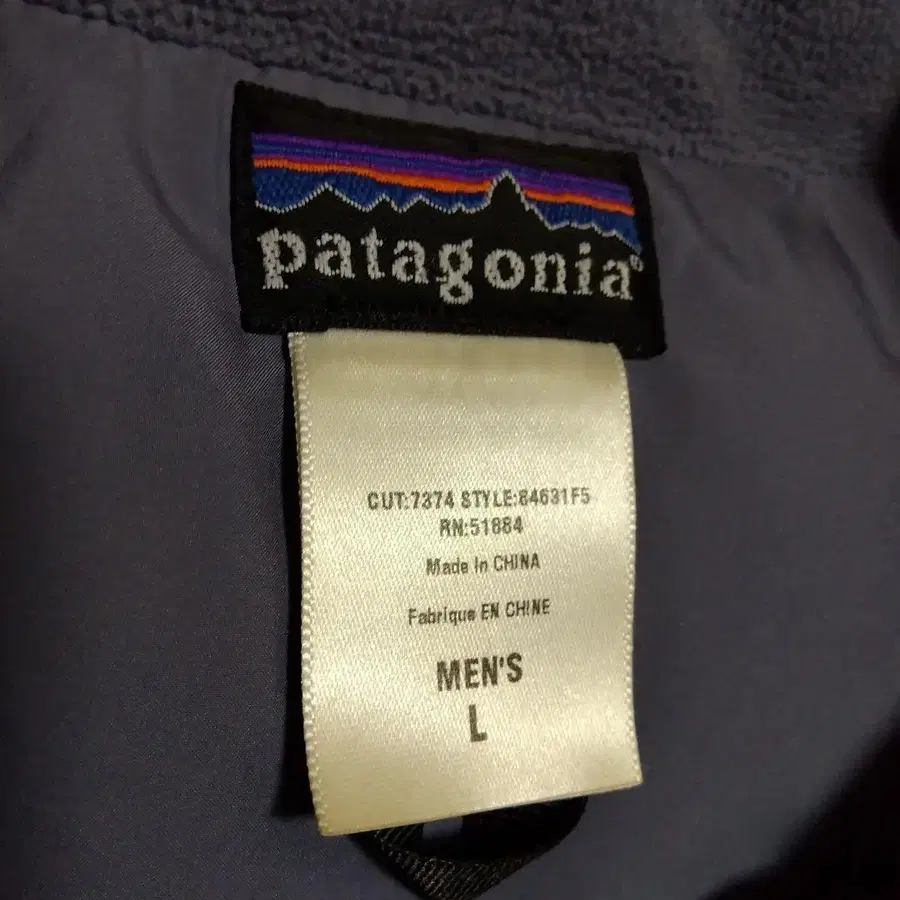 patagonia®
CUT:7374 STYLE:84631F5
RN:51884
Made In CHINA
Fabrique EN CHINE
MEN'S
L